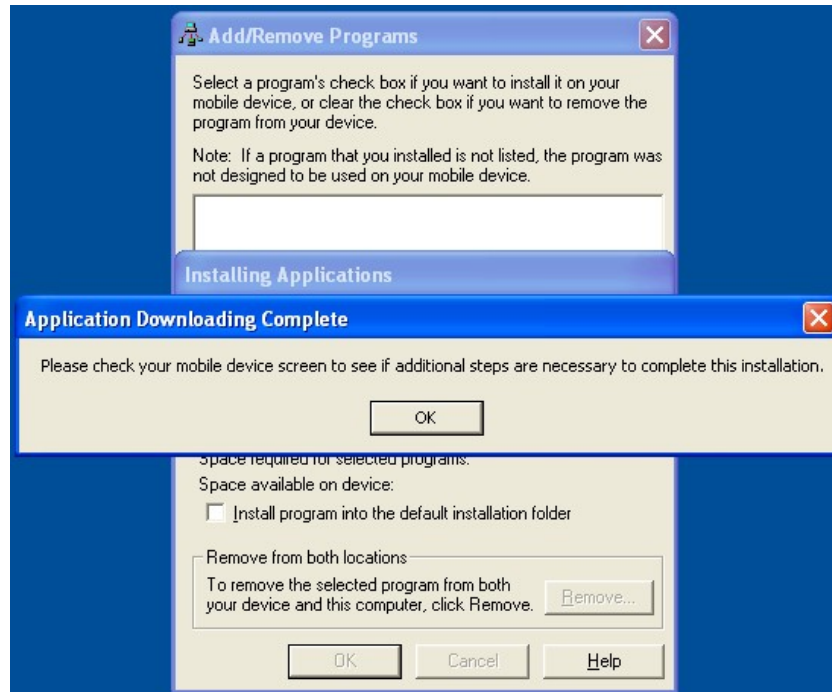 Add/Remove Programs
Select a program's check box if you want to install it on your
mobile device, or clear the check box if you want to remove the
program from your device.
Note: If a program that you installed is not listed, the program was
not designed to be used on your mobile device.
Installing Applications
Application Downloading Complete
Please check your mobile device screen to see if additional steps are necessary to complete this installation.
OK
Space required for selected programs:
Space available on device:
Install program into the default installation folder
Remove from both locations
To remove the selected program from both
your device and this computer, click Remove.
Remove...
OK Cancel Help